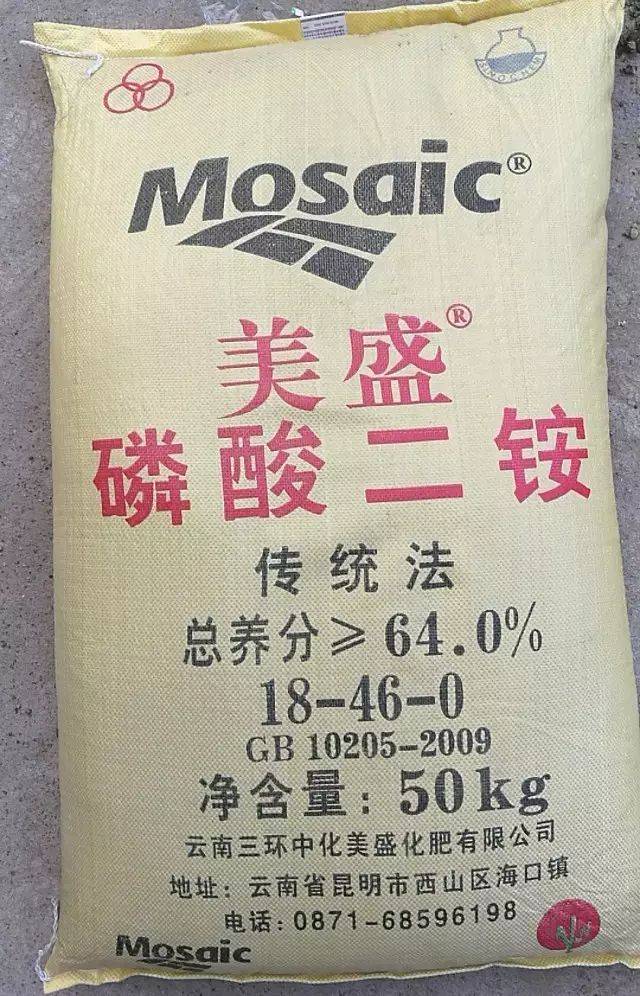 SINOCHEM
Mosaic®
美盛®
磷酸二铵
传统法
总养分≥64.0%
18-46-0
GB 10205-2009
净含量:50kg
云南三环中化美盛化肥有限公司
地址:云南省昆明市西山区海口镇
电话:0871-68596198
Mosaic